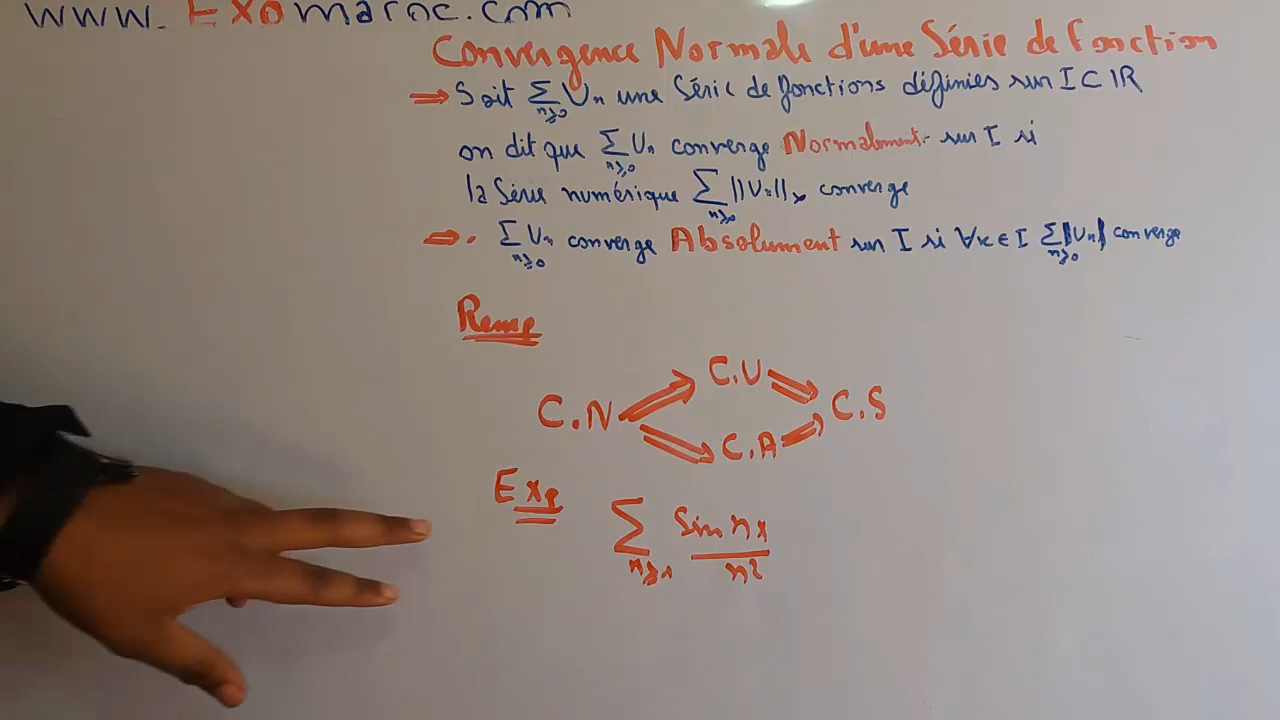 www.Exomaroc.com
Convergence Normale d'une Série de fonction
⇒ Soit ∑ Un une Série de fonctions définies sur I ⊂ IR
n≥0
on dit que ∑ Un converge Normalement sur I si
n≥0
la Série numérique ∑ ||Un||∞ converge
n≥0
⇒ • ∑ Un converge Absolument sur I si ∀x ∈ I ∑ |Un| converge
n≥0 n≥0
Remq
C.U
C.N C.S
C.A
Exp
∑ Sin nx
n≥1 n²